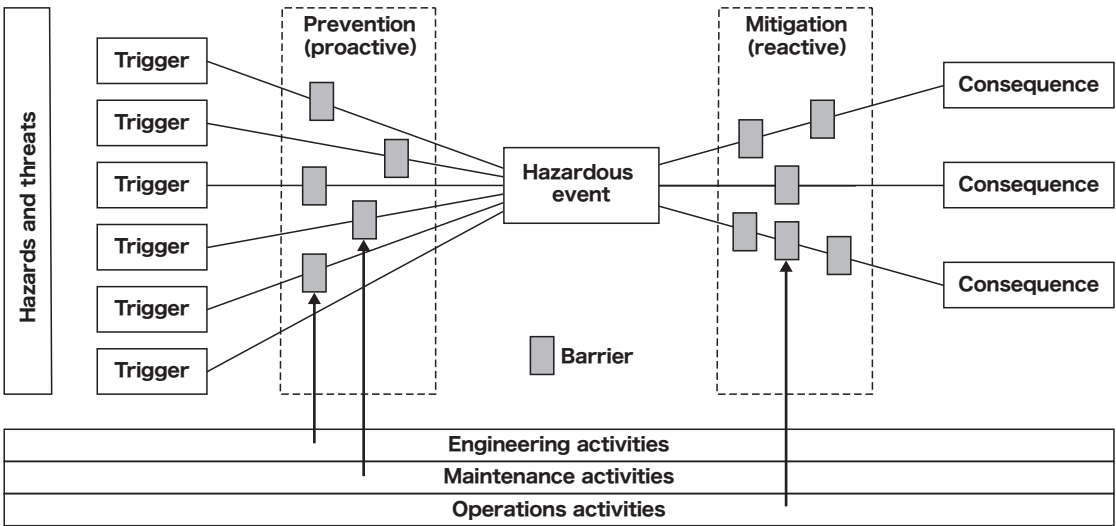 Hazards and threats
Trigger
Trigger
Trigger
Trigger
Trigger
Trigger
Prevention
(proactive)
Hazardous
event
Barrier
Mitigation
(reactive)
Consequence
Consequence
Consequence
Engineering activities
Maintenance activities
Operations activities